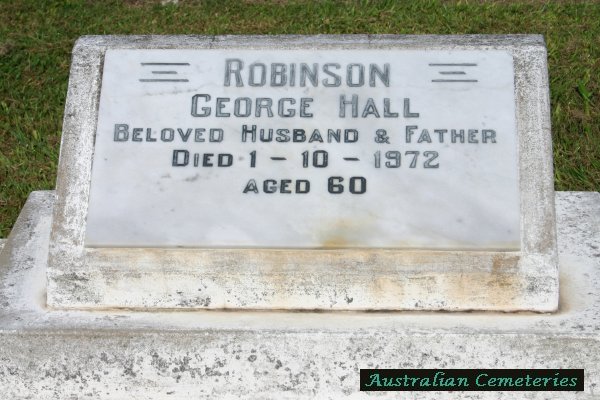 ROBINSON
GEORGE HALL
BELOVED HUSBAND & FATHER
DIED 1 - 10 - 1972
AGED 60
Australian Cemeteries